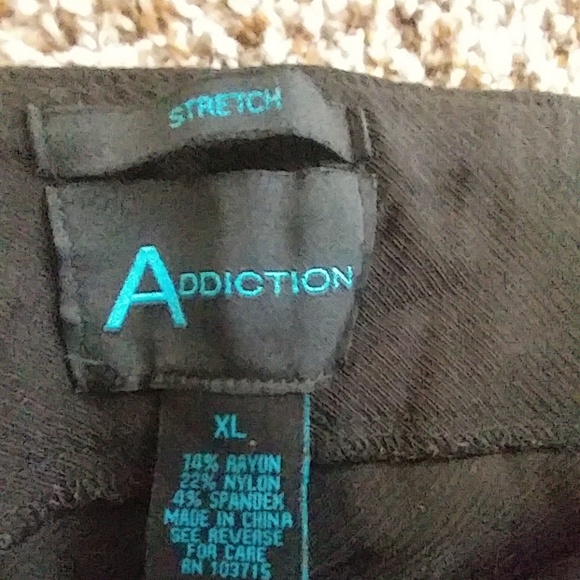 STRETCH
ADDICTION
XL
74% RAYON
22% NYLON
4% SPANDEX
MADE IN CHINA
SEE REVERSE
FOR CARE
RN 103715